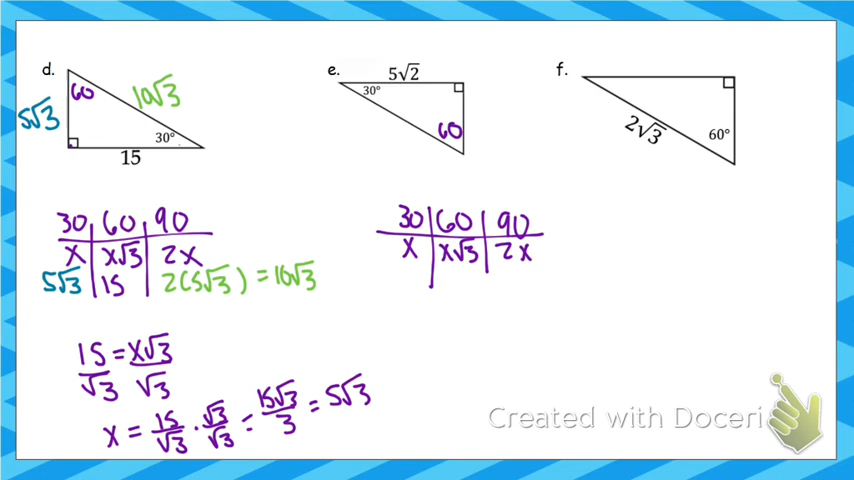 d.
60
10√3
5√3
30°
15
30 | 60 | 90
x | x√3 | 2x
5√3 | 15 | 2(5√3) = 10√3
15 = x√3
√3 √3
x = 15/√3 · √3/√3 = 15√3/3 = 5√3
e.
5√2
30°
60
30 | 60 | 90
x | x√3 | 2x
f.
2√3
60°
Created with Doceri